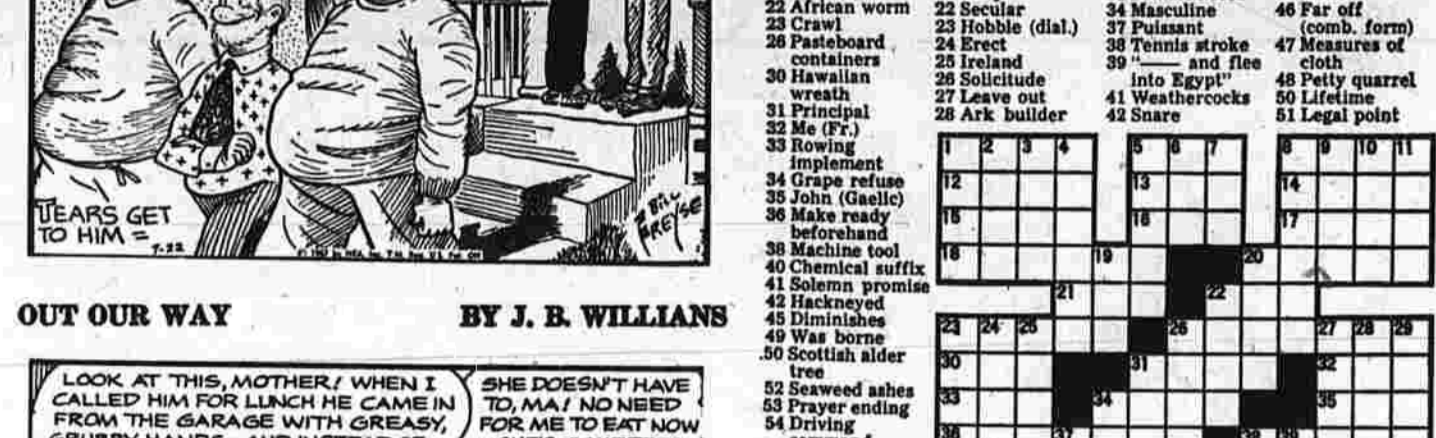 TEARS GET
TO HIM =
7-22
BILL
FREYSE
OUT OUR WAY
BY J. B. WILLIANS
LOOK AT THIS, MOTHER! WHEN I
CALLED HIM FOR LUNCH HE CAME IN
FROM THE GARAGE WITH GREASY,
SHE DOESN'T HAVE
TO, MA! NO NEED
FOR ME TO EAT NOW
22 African worm
23 Crawl
26 Pasteboard
containers
30 Hawaiian
wreath
31 Principal
32 Me (Fr.)
33 Rowing
implement
34 Grape refuse
35 John (Gaelic)
36 Make ready
beforehand
38 Machine tool
40 Chemical suffix
41 Solemn promise
42 Hackneyed
45 Diminishes
49 Was borne
50 Scottish alder
tree
52 Seaweed ashes
53 Prayer ending
54 Driving
22 Secular
23 Hobble (dial.)
24 Erect
25 Ireland
26 Solicitude
27 Leave out
28 Ark builder
34 Masculine
37 Puissant
38 Tennis stroke
39 "—— and flee
into Egypt"
41 Weathercocks
42 Snare
46 Far off
(comb. form)
47 Measures of
cloth
48 Petty quarrel
50 Lifetime
51 Legal point
1 2 3 4 5 6 7 8 9 10 11
12 13 14
15 16 17
18 19 20
21 22
23 24 25 26 27 28 29
30 31 32
33 34 35
36 37 38 39